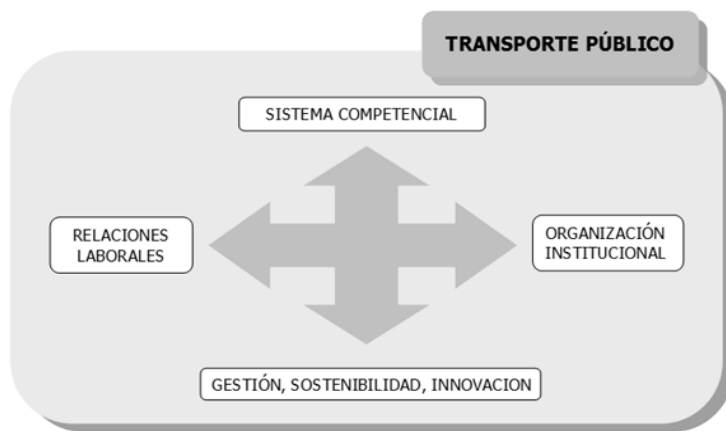 TRANSPORTE PÚBLICO
SISTEMA COMPETENCIAL
RELACIONES
LABORALES
ORGANIZACIÓN
INSTITUCIONAL
GESTIÓN, SOSTENIBILIDAD, INNOVACION